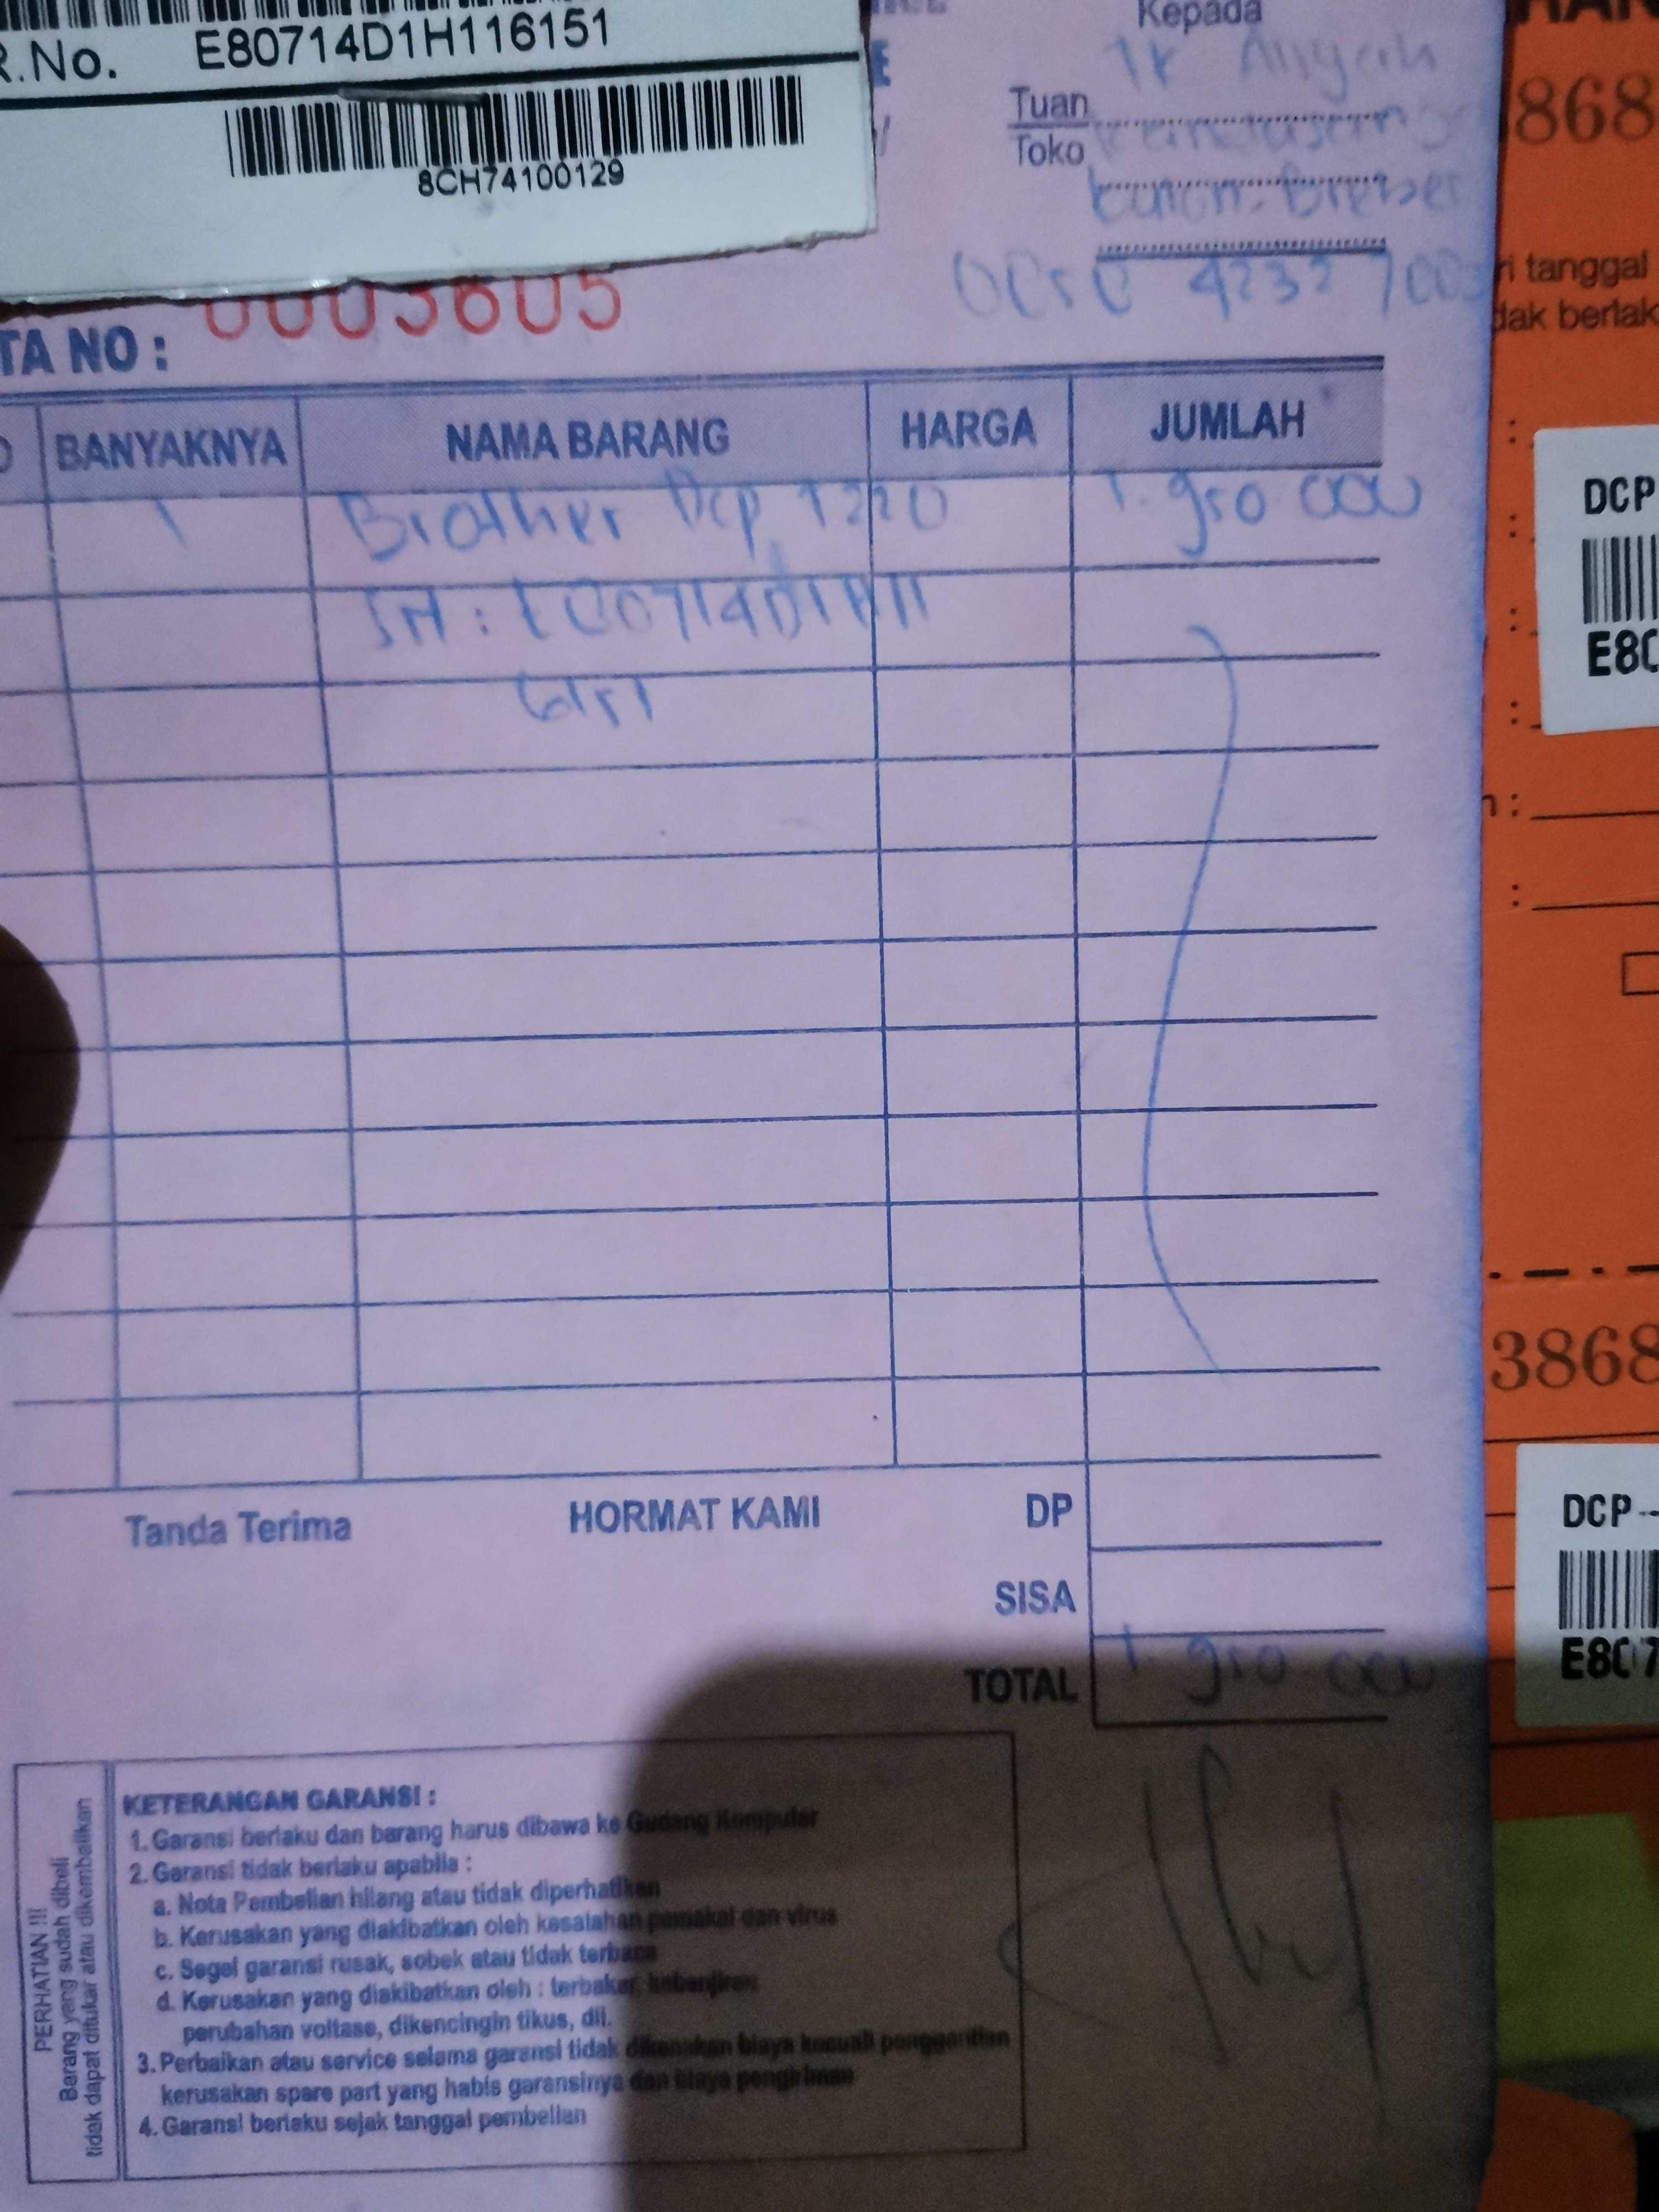 R.No. E80714D1H116151
8CH74100129
Kepada
Tuan
Toko
TA NO : 0003605
BANYAKNYA NAMA BARANG HARGA JUMLAH
1 Brother Dcp T220 1.950.000
SN : E80714D1H11
6151
Tanda Terima HORMAT KAMI DP
SISA
TOTAL 1.950.000
PERHATIAN !!!
Barang yang sudah dibeli
tidak dapat ditukar atau dikembalikan
KETERANGAN GARANSI :
1. Garansi berlaku dan barang harus dibawa ke Gudang Komputer
2. Garansi tidak berlaku apabila :
a. Nota Pembelian hilang atau tidak diperhatikan
b. Kerusakan yang diakibatkan oleh kesalahan pemakai dan virus
c. Segel garansi rusak, sobek atau tidak terbaca
d. Kerusakan yang diakibatkan oleh : terbakar, kebanjiran
perubahan voltase, dikencingin tikus, dll.
3. Perbaikan atau service selama garansi tidak dikenakan biaya kecuali penggantian
kerusakan spare part yang habis garansinya dan biaya pengiriman
4. Garansi berlaku sejak tanggal pembelian
868
ri tanggal
dak berlak
DCP
E80
3868
DCP-
E807